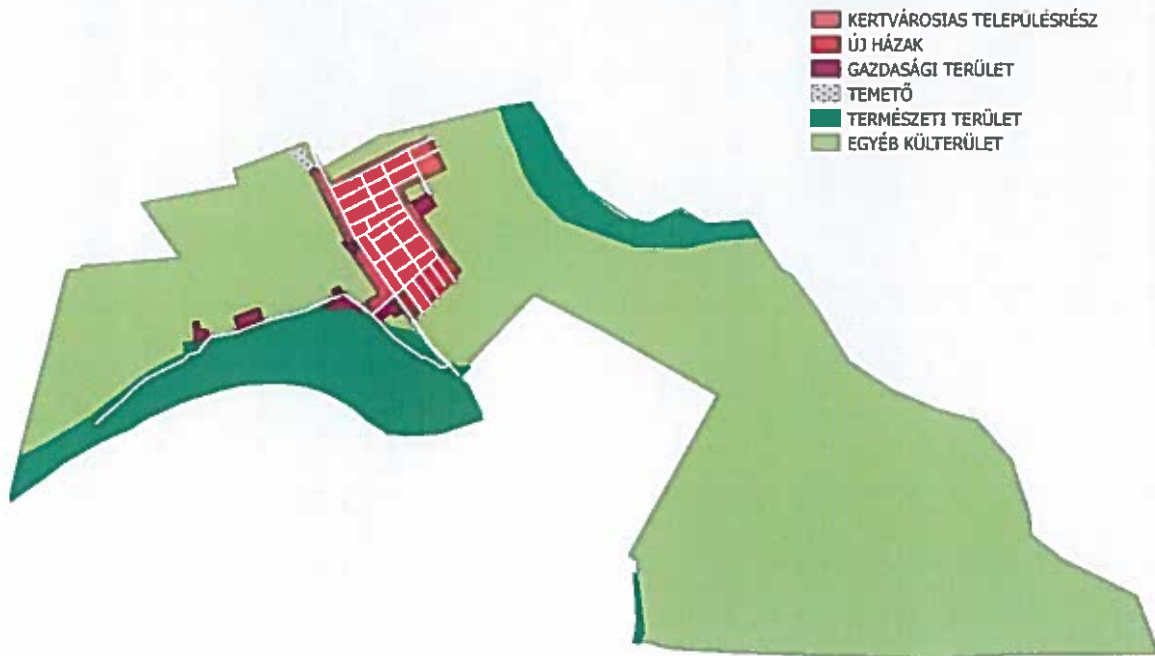 KERTVÁROSIAS TELEPÜLÉSRÉSZ
ÚJ HÁZAK
GAZDASÁGI TERÜLET
TEMETŐ
TERMÉSZETI TERÜLET
EGYÉB KÜLTERÜLET